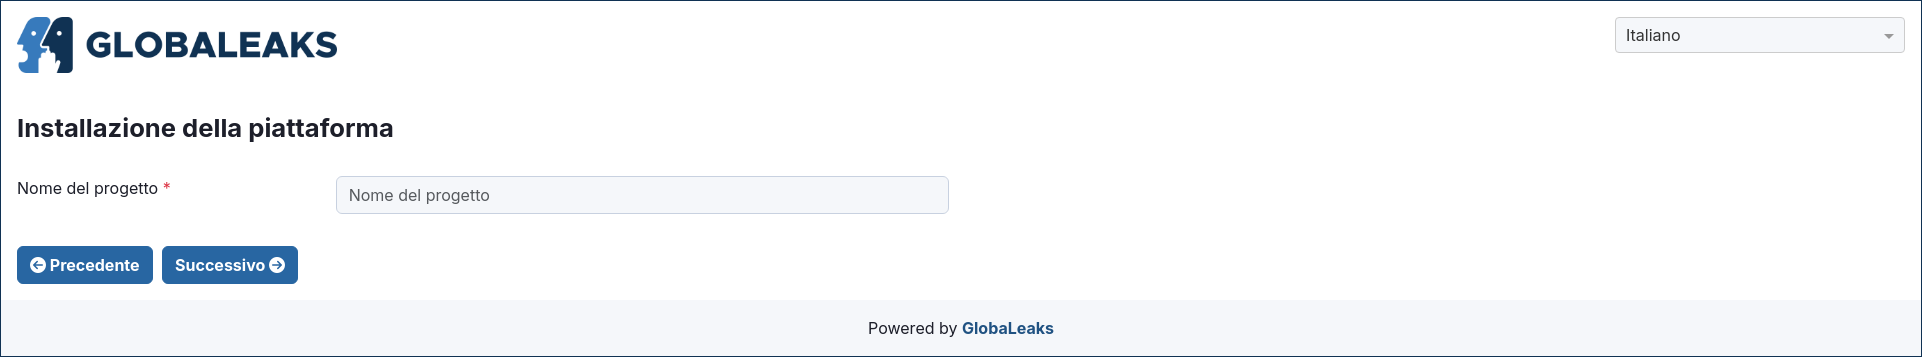 GLOBALEAKS
Italiano
Installazione della piattaforma
Nome del progetto *
Nome del progetto
Precedente
Successivo
Powered by GlobaLeaks